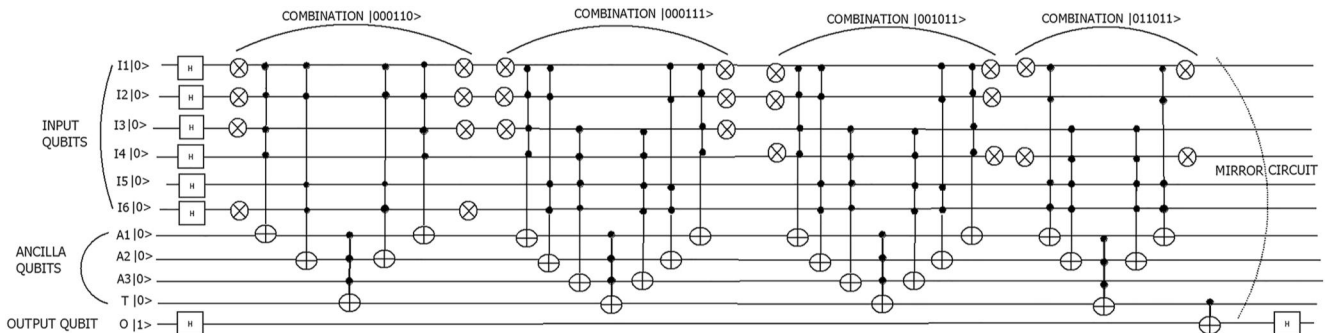 COMBINATION |000110>
COMBINATION |000111>
COMBINATION |001011>
COMBINATION |011011>
I1|0>
H
I2|0>
H
INPUT
QUBITS
I3|0>
H
I4|0>
H
MIRROR CIRCUIT
I5|0>
H
I6|0>
H
A1|0>
ANCILLA
QUBITS
A2|0>
A3|0>
T |0>
OUTPUT QUBIT O |1>
H
H